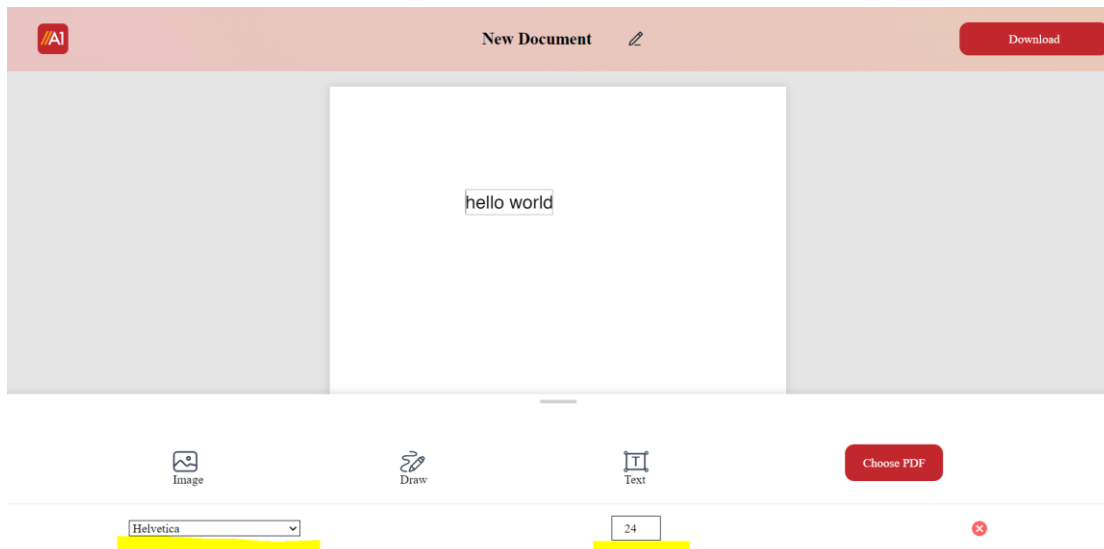 //A1
New Document
Download
hello world
Image
Draw
Text
Choose PDF
Helvetica
24